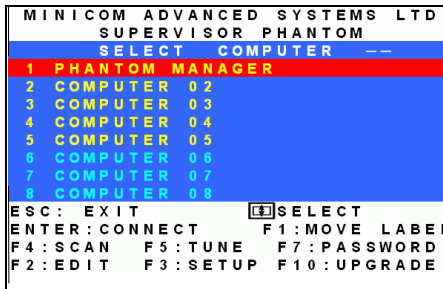 MINICOM ADVANCED SYSTEMS LTD
SUPERVISOR PHANTOM
SELECT COMPUTER --
1 PHANTOM MANAGER
2 COMPUTER 02
3 COMPUTER 03
4 COMPUTER 04
5 COMPUTER 05
6 COMPUTER 06
7 COMPUTER 07
8 COMPUTER 08
ESC: EXIT SELECT
ENTER:CONNECT F1:MOVE LABEL
F4:SCAN F5:TUNE F7:PASSWORD
F2:EDIT F3:SETUP F10:UPGRADE